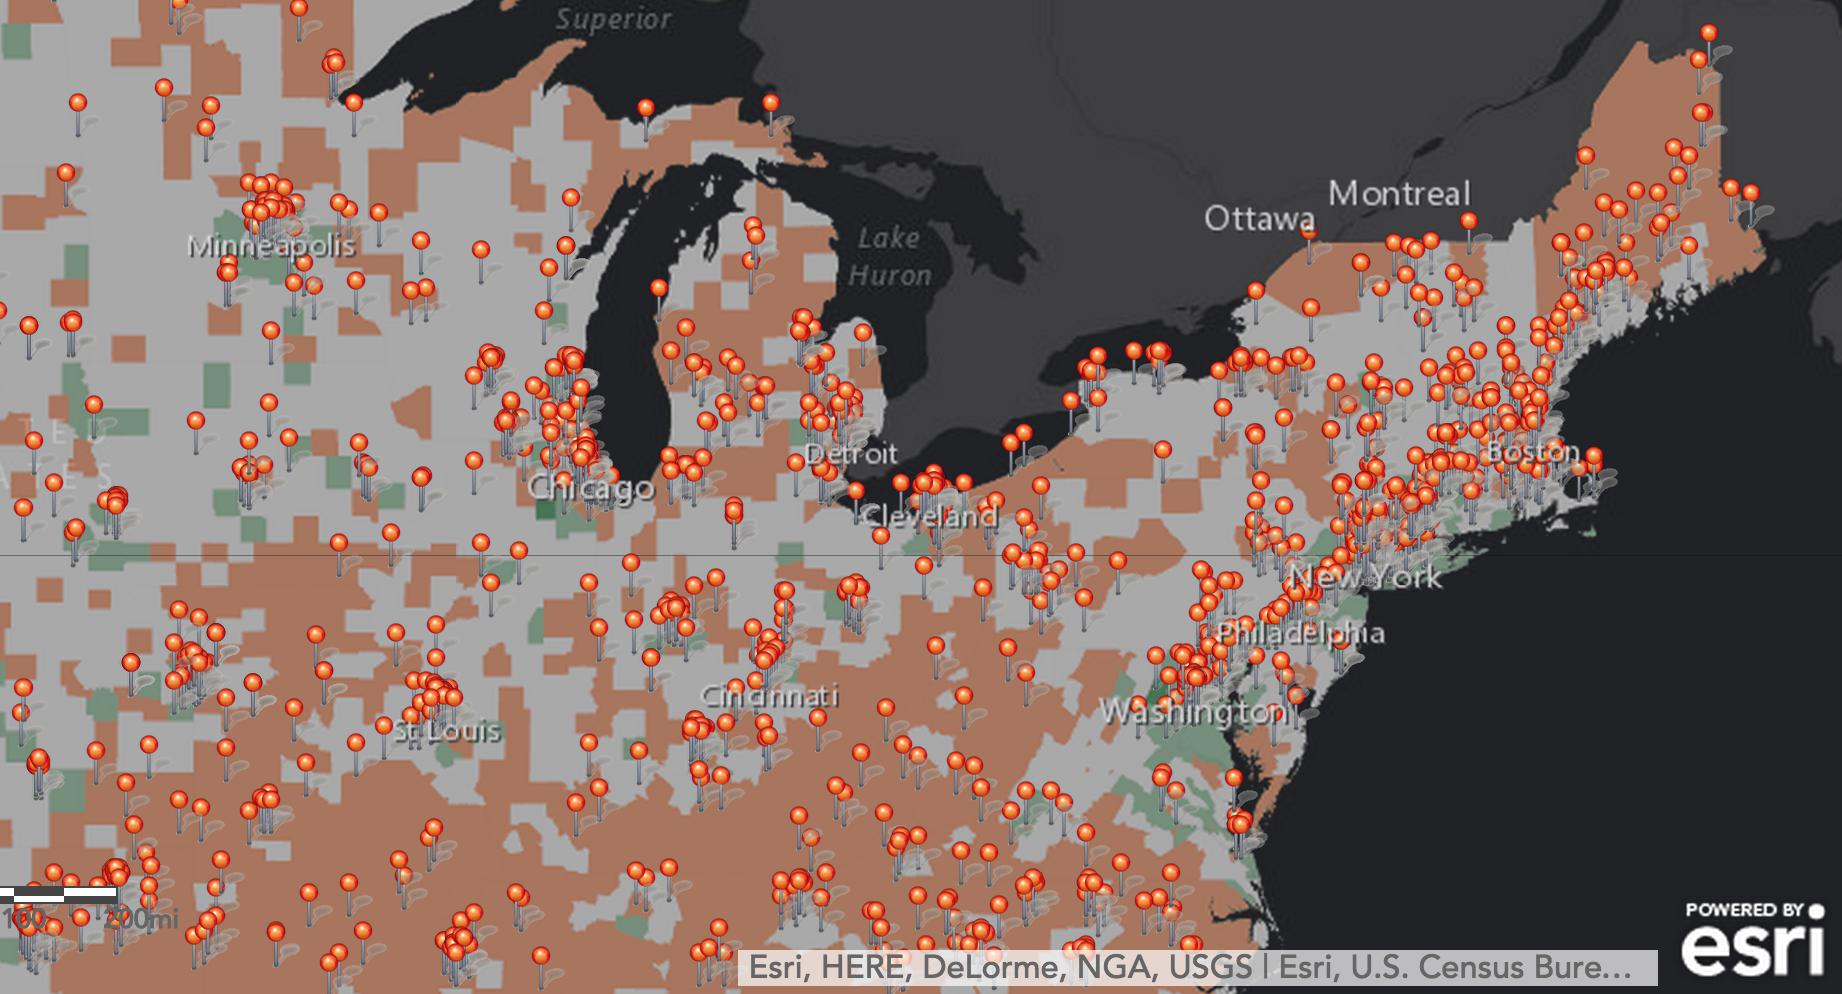 Superior
Montreal
Ottawa
Lake
Huron
Minneapolis
Detroit
Boston
Chicago
Cleveland
New York
Philadelphia
Cincinnati
Washington
St Louis
100
200mi
POWERED BY
esri
Esri, HERE, DeLorme, NGA, USGS | Esri, U.S. Census Bure...